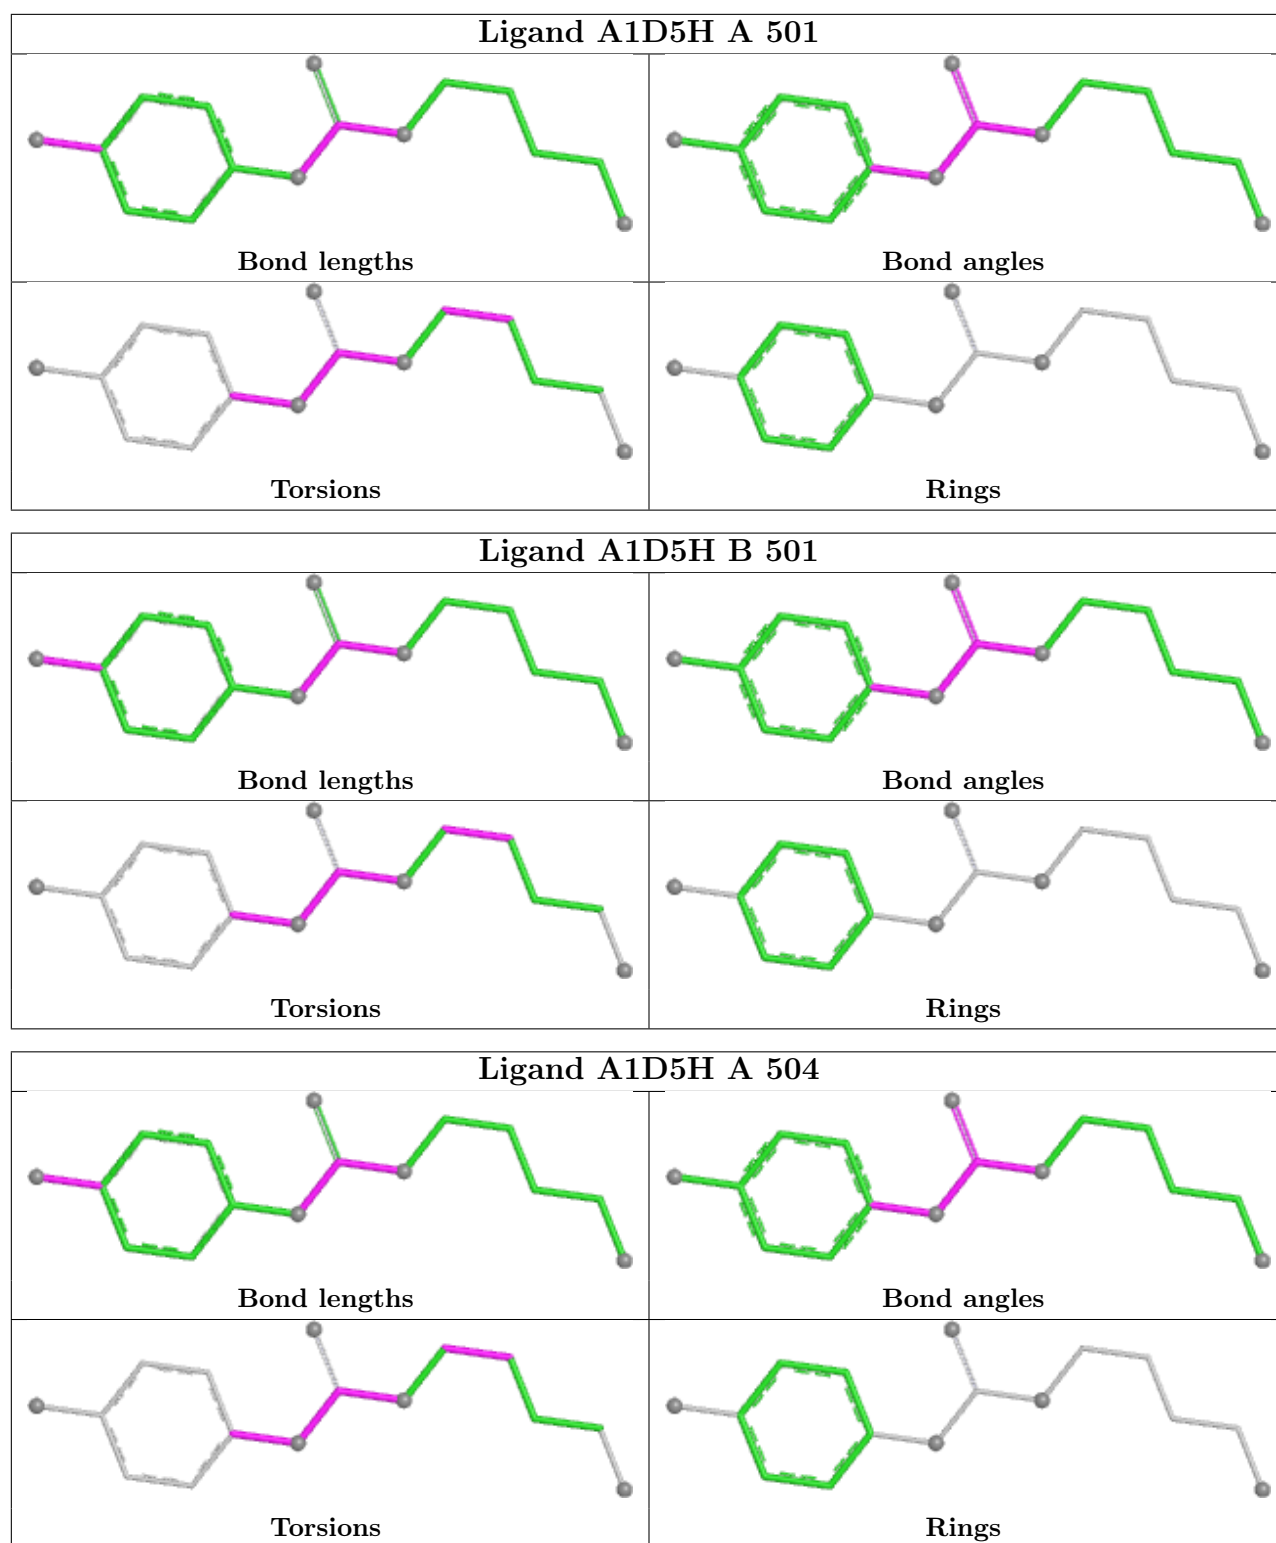 Ligand A1D5H A 501
Bond lengths
Bond angles
Torsions
Rings
Ligand A1D5H B 501
Bond lengths
Bond angles
Torsions
Rings
Ligand A1D5H A 504
Bond lengths
Bond angles
Torsions
Rings